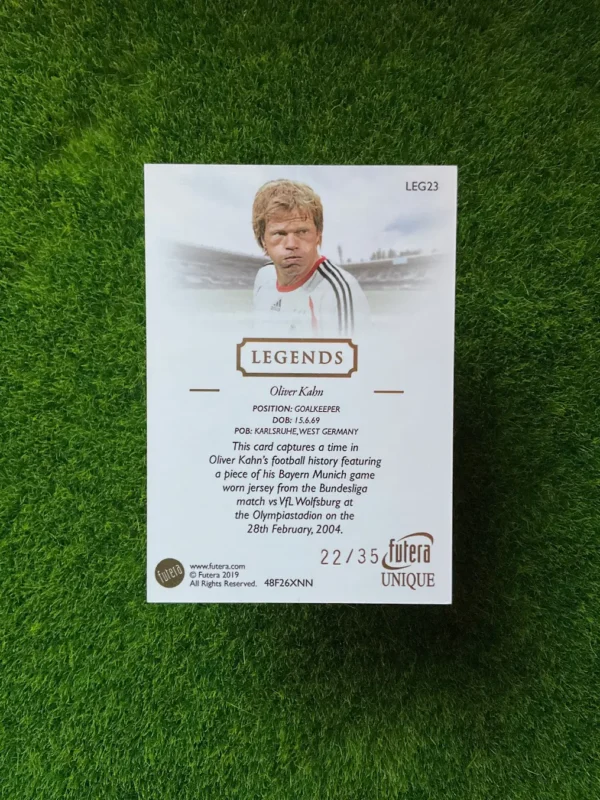 LEG23
LEGENDS
Oliver Kahn
POSITION: GOALKEEPER
DOB: 15.6.69
POB: KARLSRUHE, WEST GERMANY
This card captures a time in
Oliver Kahn's football history featuring
a piece of his Bayern Munich game
worn jersey from the Bundesliga
match vs VfL Wolfsburg at
the Olympiastadion on the
28th February, 2004.
22/35
futera
UNIQUE
futera
www.futera.com
© Futera 2019
All Rights Reserved.
48F26XNN